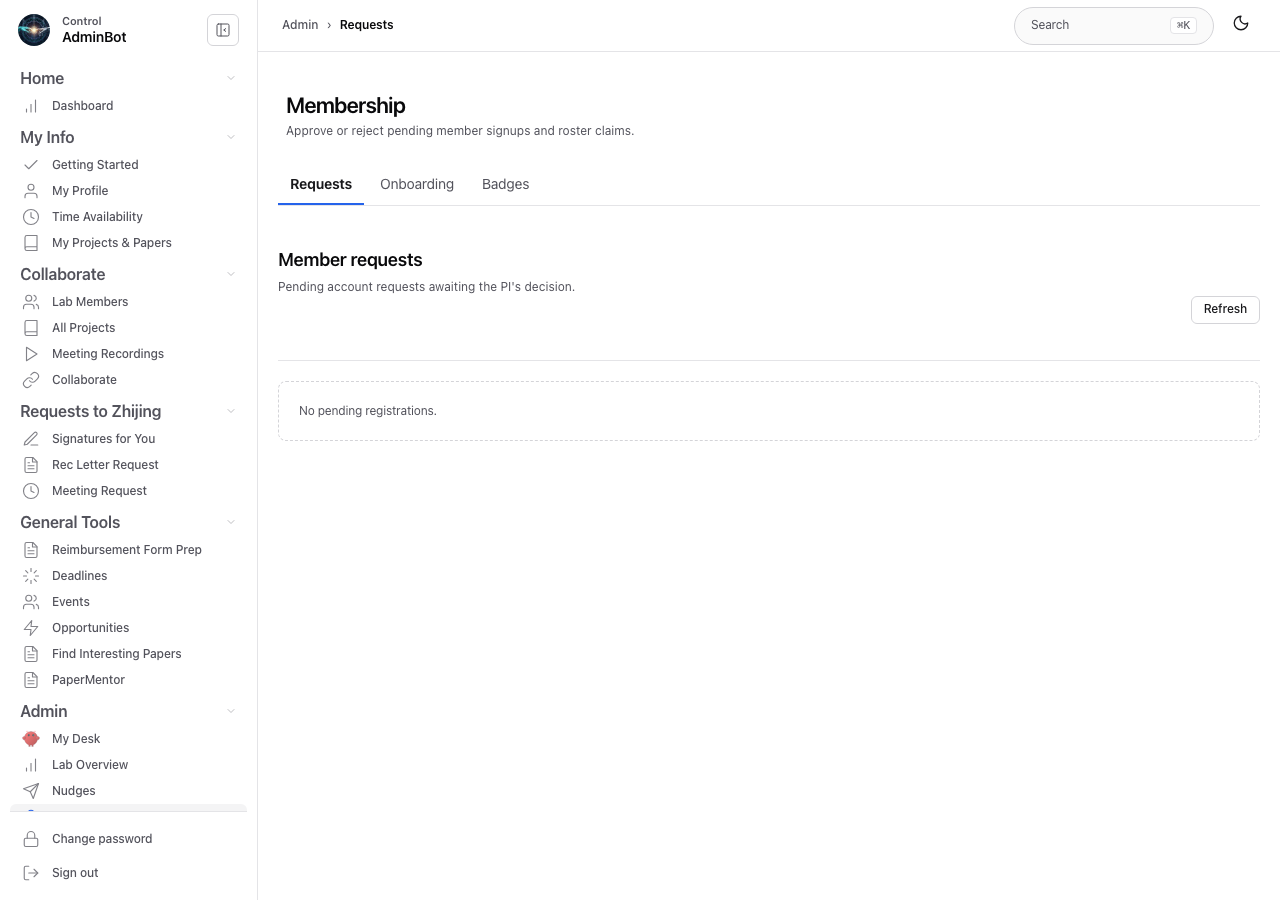 Control
AdminBot
Home
Dashboard
My Info
Getting Started
My Profile
Time Availability
My Projects & Papers
Collaborate
Lab Members
All Projects
Meeting Recordings
Collaborate
Requests to Zhijing
Signatures for You
Rec Letter Request
Meeting Request
General Tools
Reimbursement Form Prep
Deadlines
Events
Opportunities
Find Interesting Papers
PaperMentor
Admin
My Desk
Lab Overview
Nudges
Change password
Sign out
Admin › Requests
Search ⌘K
Membership
Approve or reject pending member signups and roster claims.
Requests Onboarding Badges
Member requests
Pending account requests awaiting the PI's decision.
Refresh
No pending registrations.